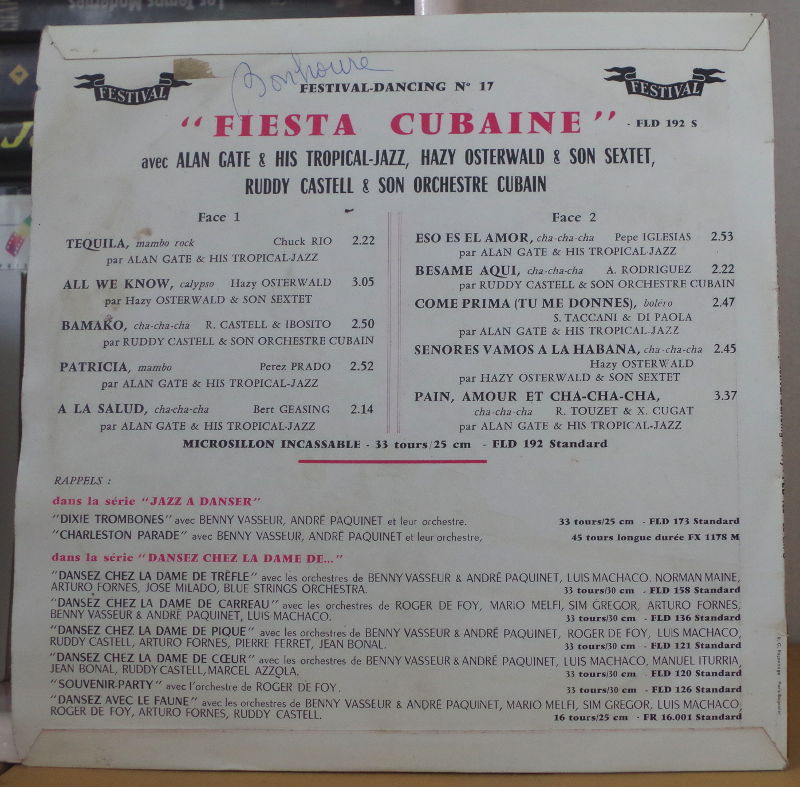 Les Temps Modernes
FESTIVAL
FESTIVAL
Bonhoure
FESTIVAL-DANCING N° 17
"FIESTA CUBAINE" - FLD 192 S
avec ALAN GATE & HIS TROPICAL-JAZZ, HAZY OSTERWALD & SON SEXTET,
RUDDY CASTELL & SON ORCHESTRE CUBAIN
Face 1
TEQUILA, mambo rock Chuck RIO 2.22
par ALAN GATE & HIS TROPICAL-JAZZ
ALL WE KNOW, calypso Hazy OSTERWALD 3.05
par Hazy OSTERWALD & SON SEXTET
BAMAKO, cha-cha-cha R. CASTELL & IBOSITO 2.50
par RUDDY CASTELL & SON ORCHESTRE CUBAIN
PATRICIA, mambo Perez PRADO 2.52
par ALAN GATE & HIS TROPICAL-JAZZ
A LA SALUD, cha-cha-cha Bert GEASING 2.14
par ALAN GATE & HIS TROPICAL-JAZZ
Face 2
ESO ES EL AMOR, cha-cha-cha Pepe IGLESIAS 2.53
par ALAN GATE & HIS TROPICAL-JAZZ
BESAME AQUI, cha-cha-cha A. RODRIGUEZ 2.22
par RUDDY CASTELL & SON ORCHESTRE CUBAIN
COME PRIMA (TU ME DONNES), boléro 2.47
S. TACCANI & DI PAOLA
par ALAN GATE & HIS TROPICAL-JAZZ
SENORES VAMOS A LA HABANA, cha-cha-cha 2.45
Hazy OSTERWALD
par HAZY OSTERWALD & SON SEXTET
PAIN, AMOUR ET CHA-CHA-CHA, 3.37
cha-cha-cha R. TOUZET & X. CUGAT
par ALAN GATE & HIS TROPICAL-JAZZ
MICROSILLON INCASSABLE - 33 tours/25 cm - FLD 192 Standard
RAPPELS :
dans la série "JAZZ A DANSER"
"DIXIE TROMBONES" avec BENNY VASSEUR, ANDRÉ PAQUINET et leur orchestre. 33 tours/25 cm - FLD 173 Standard
"CHARLESTON PARADE" avec BENNY VASSEUR, ANDRÉ PAQUINET et leur orchestre, 45 tours longue durée FX 1178 M
dans la série "DANSEZ CHEZ LA DAME DE..."
"DANSEZ CHEZ LA DAME DE TRÈFLE" avec les orchestres de BENNY VASSEUR & ANDRÉ PAQUINET, LUIS MACHACO, NORMAN MAINE,
ARTURO FORNES, JOSE MILADO, BLUE STRINGS ORCHESTRA. 33 tours/30 cm - FLD 158 Standard
"DANSEZ CHEZ LA DAME DE CARREAU" avec les orchestres de ROGER DE FOY, MARIO MELFI, SIM GREGOR, ARTURO FORNES,
BENNY VASSEUR & ANDRÉ PAQUINET, LUIS MACHACO. 33 tours/30 cm - FLD 136 Standard
"DANSEZ CHEZ LA DAME DE PIQUE" avec les orchestres de BENNY VASSEUR & ANDRÉ PAQUINET, ROGER DE FOY, LUIS MACHACO,
RUDDY CASTELL, ARTURO FORNES, PIERRE FERRET, JEAN BONAL. 33 tours/30 cm - FLD 121 Standard
"DANSEZ CHEZ LA DAME DE CŒUR" avec les orchestres de BENNY VASSEUR & ANDRÉ PAQUINET, LUIS MACHACO, MANUEL ITURRIA,
JEAN BONAL, RUDDY CASTELL, MARCEL AZZOLA. 33 tours/30 cm - FLD 120 Standard
"SOUVENIR-PARTY" avec l'orchestre de ROGER DE FOY. 33 tours/30 cm - FLD 126 Standard
"DANSEZ AVEC LE FAUNE" avec les orchestres de BENNY VASSEUR & ANDRÉ PAQUINET, MARIO MELFI, SIM GREGOR, LUIS MACHACO,
ROGER DE FOY, ARTURO FORNES, RUDDY CASTELL. 16 tours/25 cm - FR 16.001 Standard